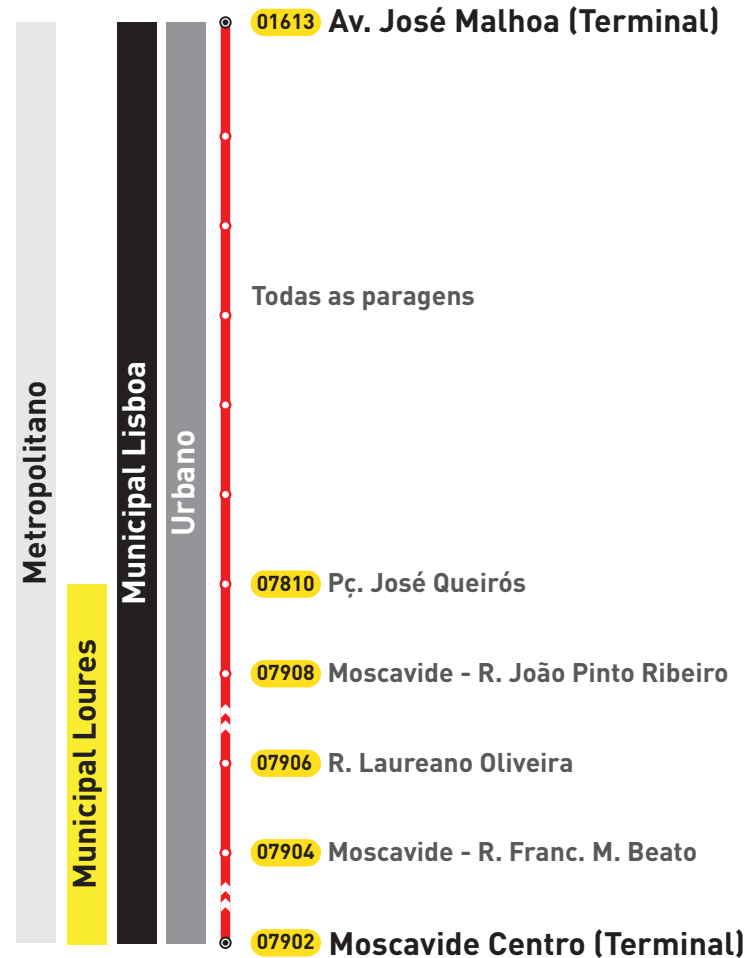 01613 Av. José Malhoa (Terminal)
Todas as paragens
Metropolitano
Municipal Loures
Municipal Lisboa
Urbano
07810 Pç. José Queirós
07908 Moscavide - R. João Pinto Ribeiro
07906 R. Laureano Oliveira
07904 Moscavide - R. Franc. M. Beato
07902 Moscavide Centro (Terminal)